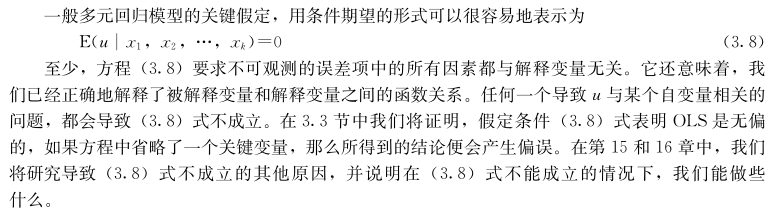 一般多元回归模型的关键假定，用条件期望的形式可以很容易地表示为
E(u｜x₁，x₂，…，xₖ)=0 (3.8)
至少，方程（3.8）要求不可观测的误差项中的所有因素都与解释变量无关。它还意味着，我
们已经正确地解释了被解释变量和解释变量之间的函数关系。任何一个导致 u 与某个自变量相关的
问题，都会导致（3.8）式不成立。在 3.3 节中我们将证明，假定条件（3.8）式表明 OLS 是无偏
的，如果方程中省略了一个关键变量，那么所得到的结论便会产生偏误。在第 15 和 16 章中，我们
将研究导致（3.8）式不成立的其他原因，并说明在（3.8）式不能成立的情况下，我们能做些
什么。